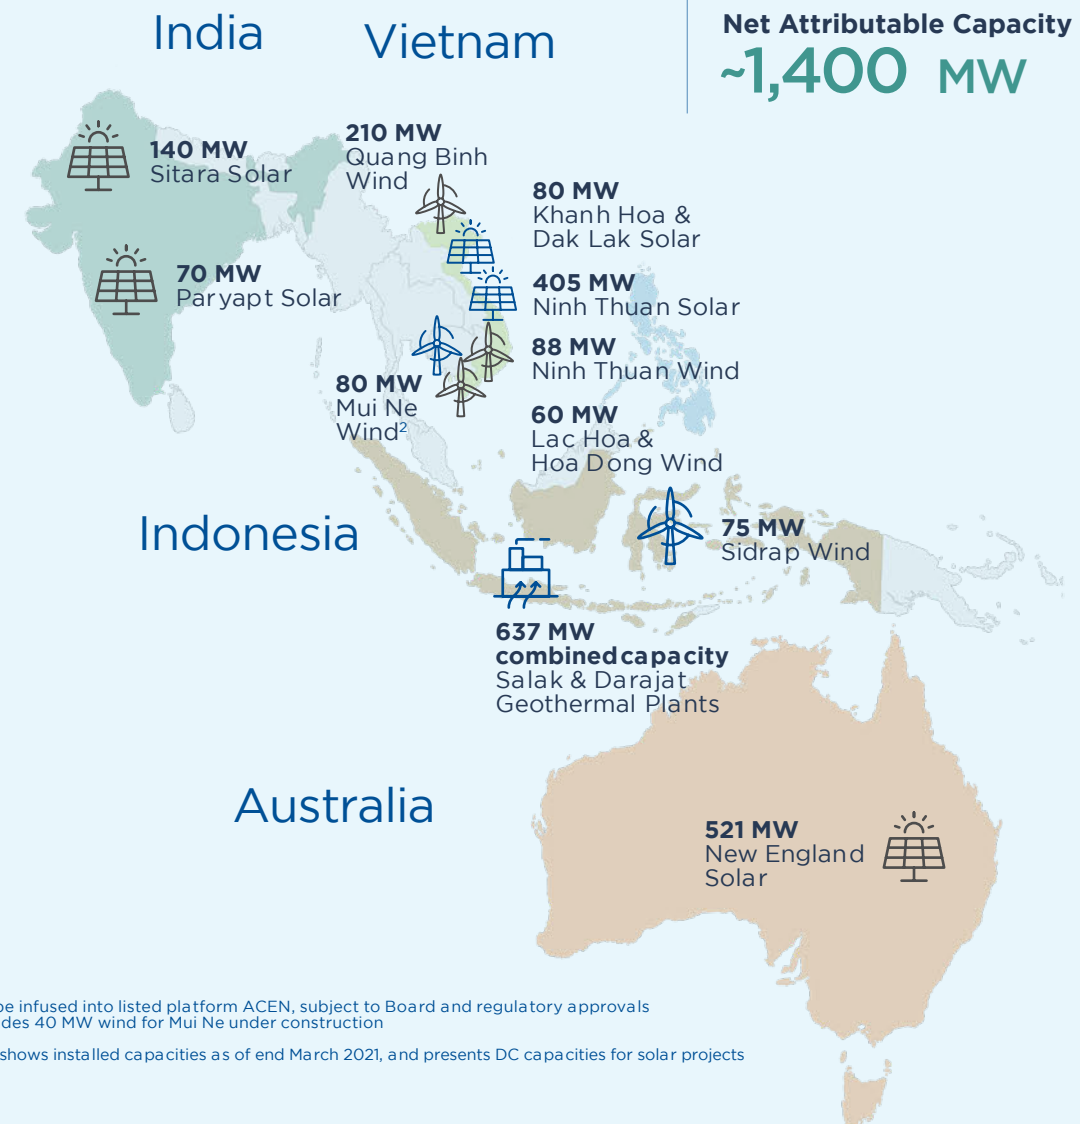 India
Vietnam
Net Attributable Capacity
~1,400 MW
140 MW
Sitara Solar
70 MW
Paryapt Solar
210 MW
Quang Binh
Wind
80 MW
Khanh Hoa &
Dak Lak Solar
405 MW
Ninh Thuan Solar
88 MW
Ninh Thuan Wind
80 MW
Mui Ne
Wind²
60 MW
Lac Hoa &
Hoa Dong Wind
Indonesia
75 MW
Sidrap Wind
637 MW
combined capacity
Salak & Darajat
Geothermal Plants
Australia
521 MW
New England
Solar
be infused into listed platform ACEN, subject to Board and regulatory approvals
des 40 MW wind for Mui Ne under construction
shows installed capacities as of end March 2021, and presents DC capacities for solar projects